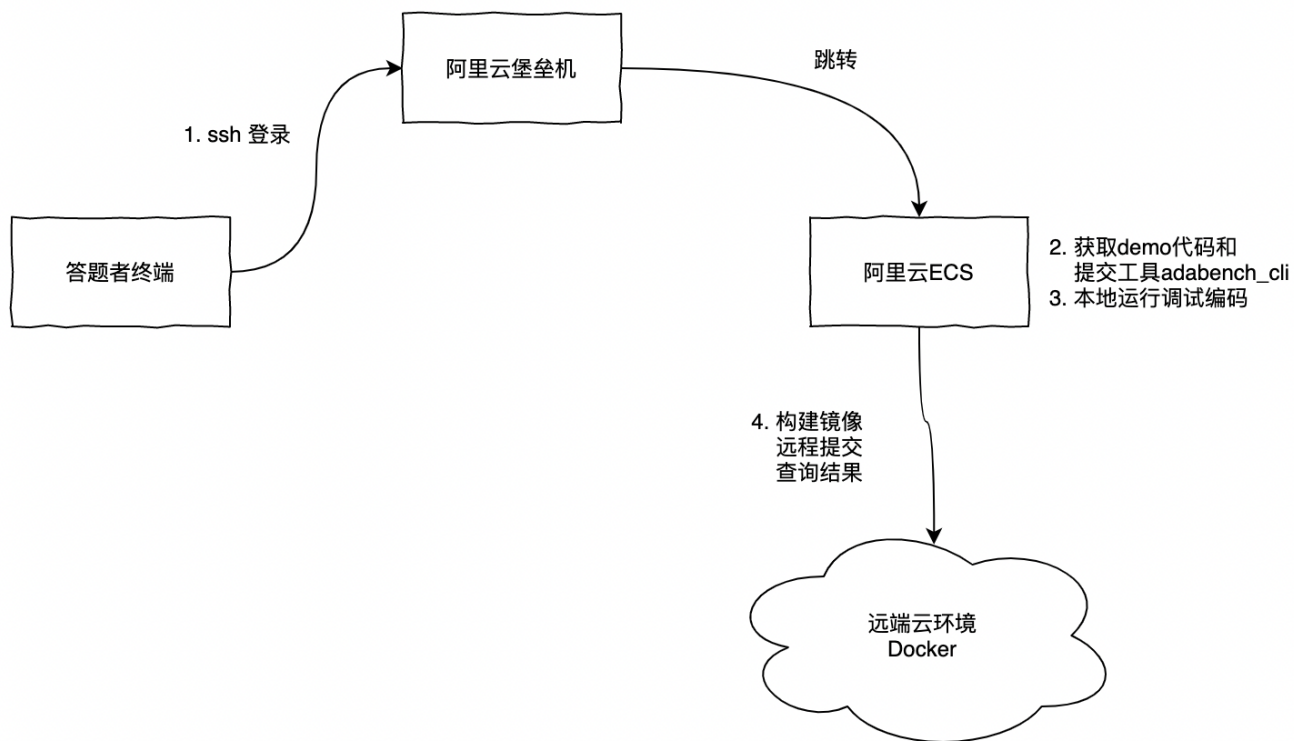 阿里云堡垒机
跳转
1. ssh 登录
答题者终端
阿里云ECS
2. 获取demo代码和
提交工具adabench_cli
3. 本地运行调试编码
4. 构建镜像
远程提交
查询结果
远端云环境
Docker